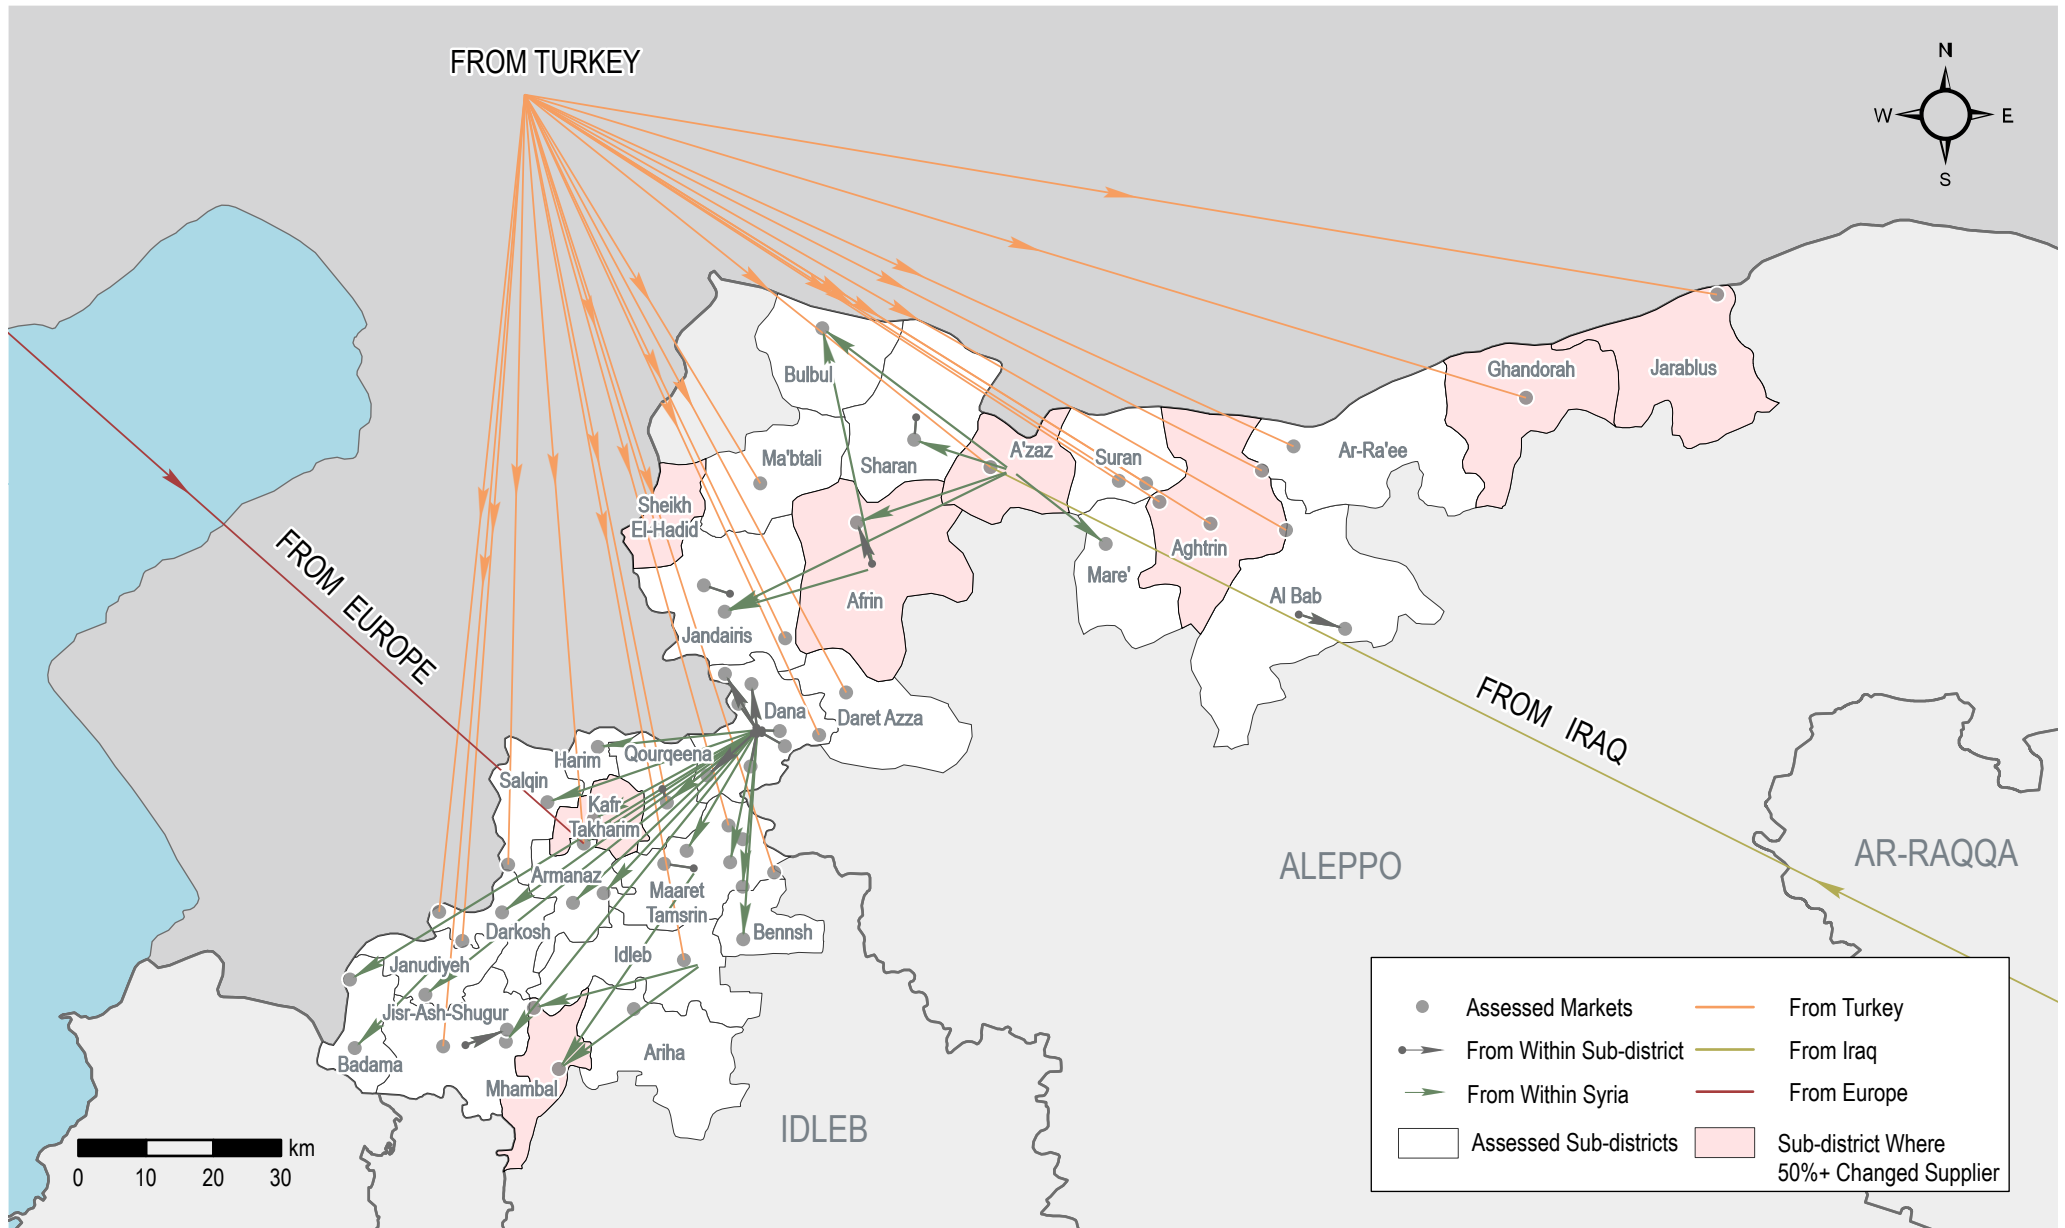 FROM TURKEY
N
W
E
S
Bulbul
Ghandorah
Jarablus
Ma'btali
Sharan
A'zaz
Suran
Ar-Ra'ee
Sheikh
El-Hadid
Aghtrin
Mare'
Afrin
Al Bab
FROM EUROPE
Jandairis
Dana
Daret Azza
FROM IRAQ
Harim
Qourqeena
Salqin
Kafr
Takharim
ALEPPO
AR-RAQQA
Armanaz
Maaret
Tamsrin
Darkosh
Bennsh
Idleb
Janudiyeh
Jisr-Ash-Shugur
Badama
Ariha
Mhambal
IDLEB
Assessed Markets
From Turkey
From Within Sub-district
From Iraq
From Within Syria
From Europe
Assessed Sub-districts
Sub-district Where
50%+ Changed Supplier
km
0 10 20 30